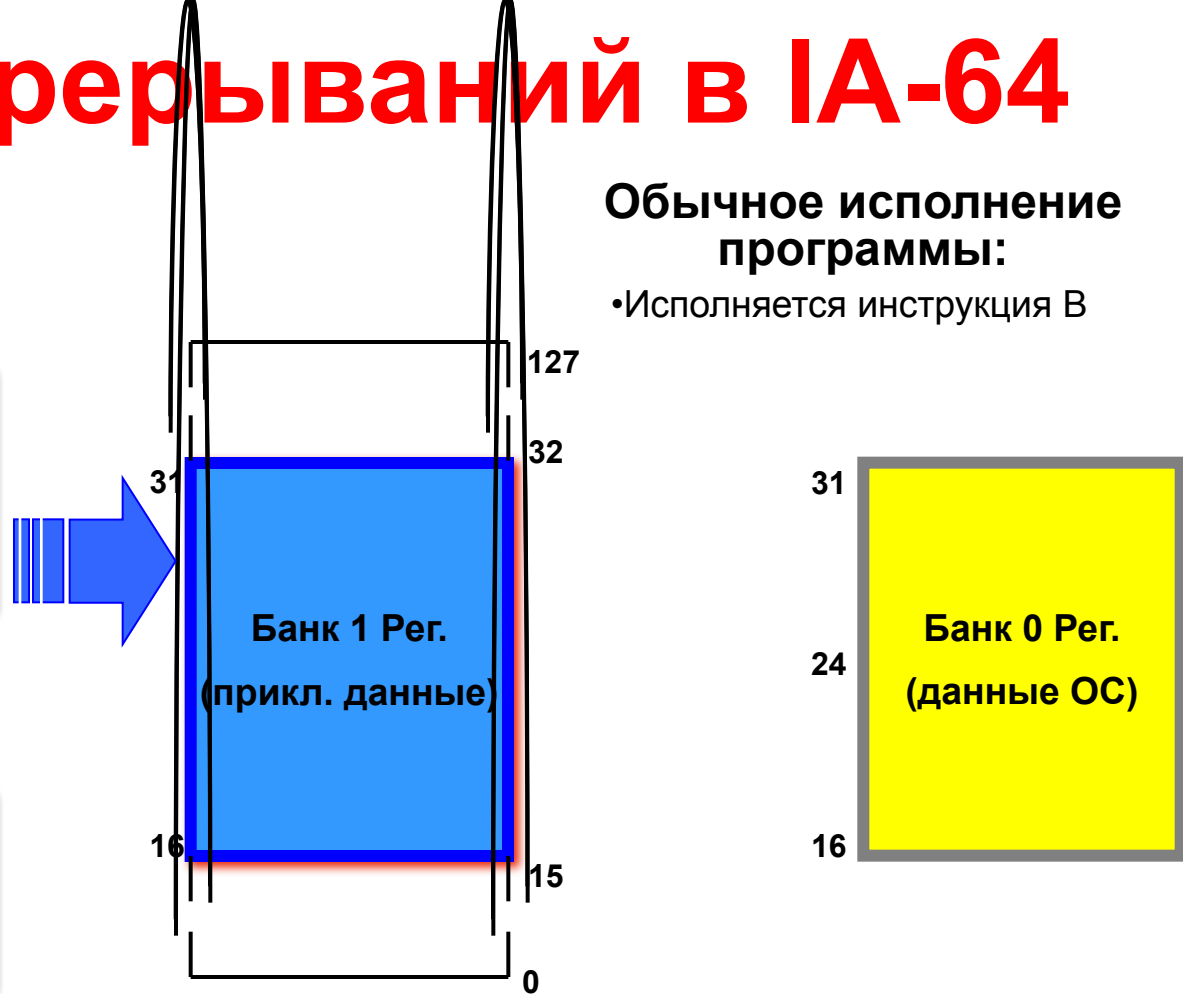 рерываний в IA-64
Обычное исполнение
программы:
•Исполняется инструкция B
127
32
31
31
Банк 1 Рег.
(прикл. данные)
Банк 0 Рег.
(данные ОС)
24
16
16
15
0